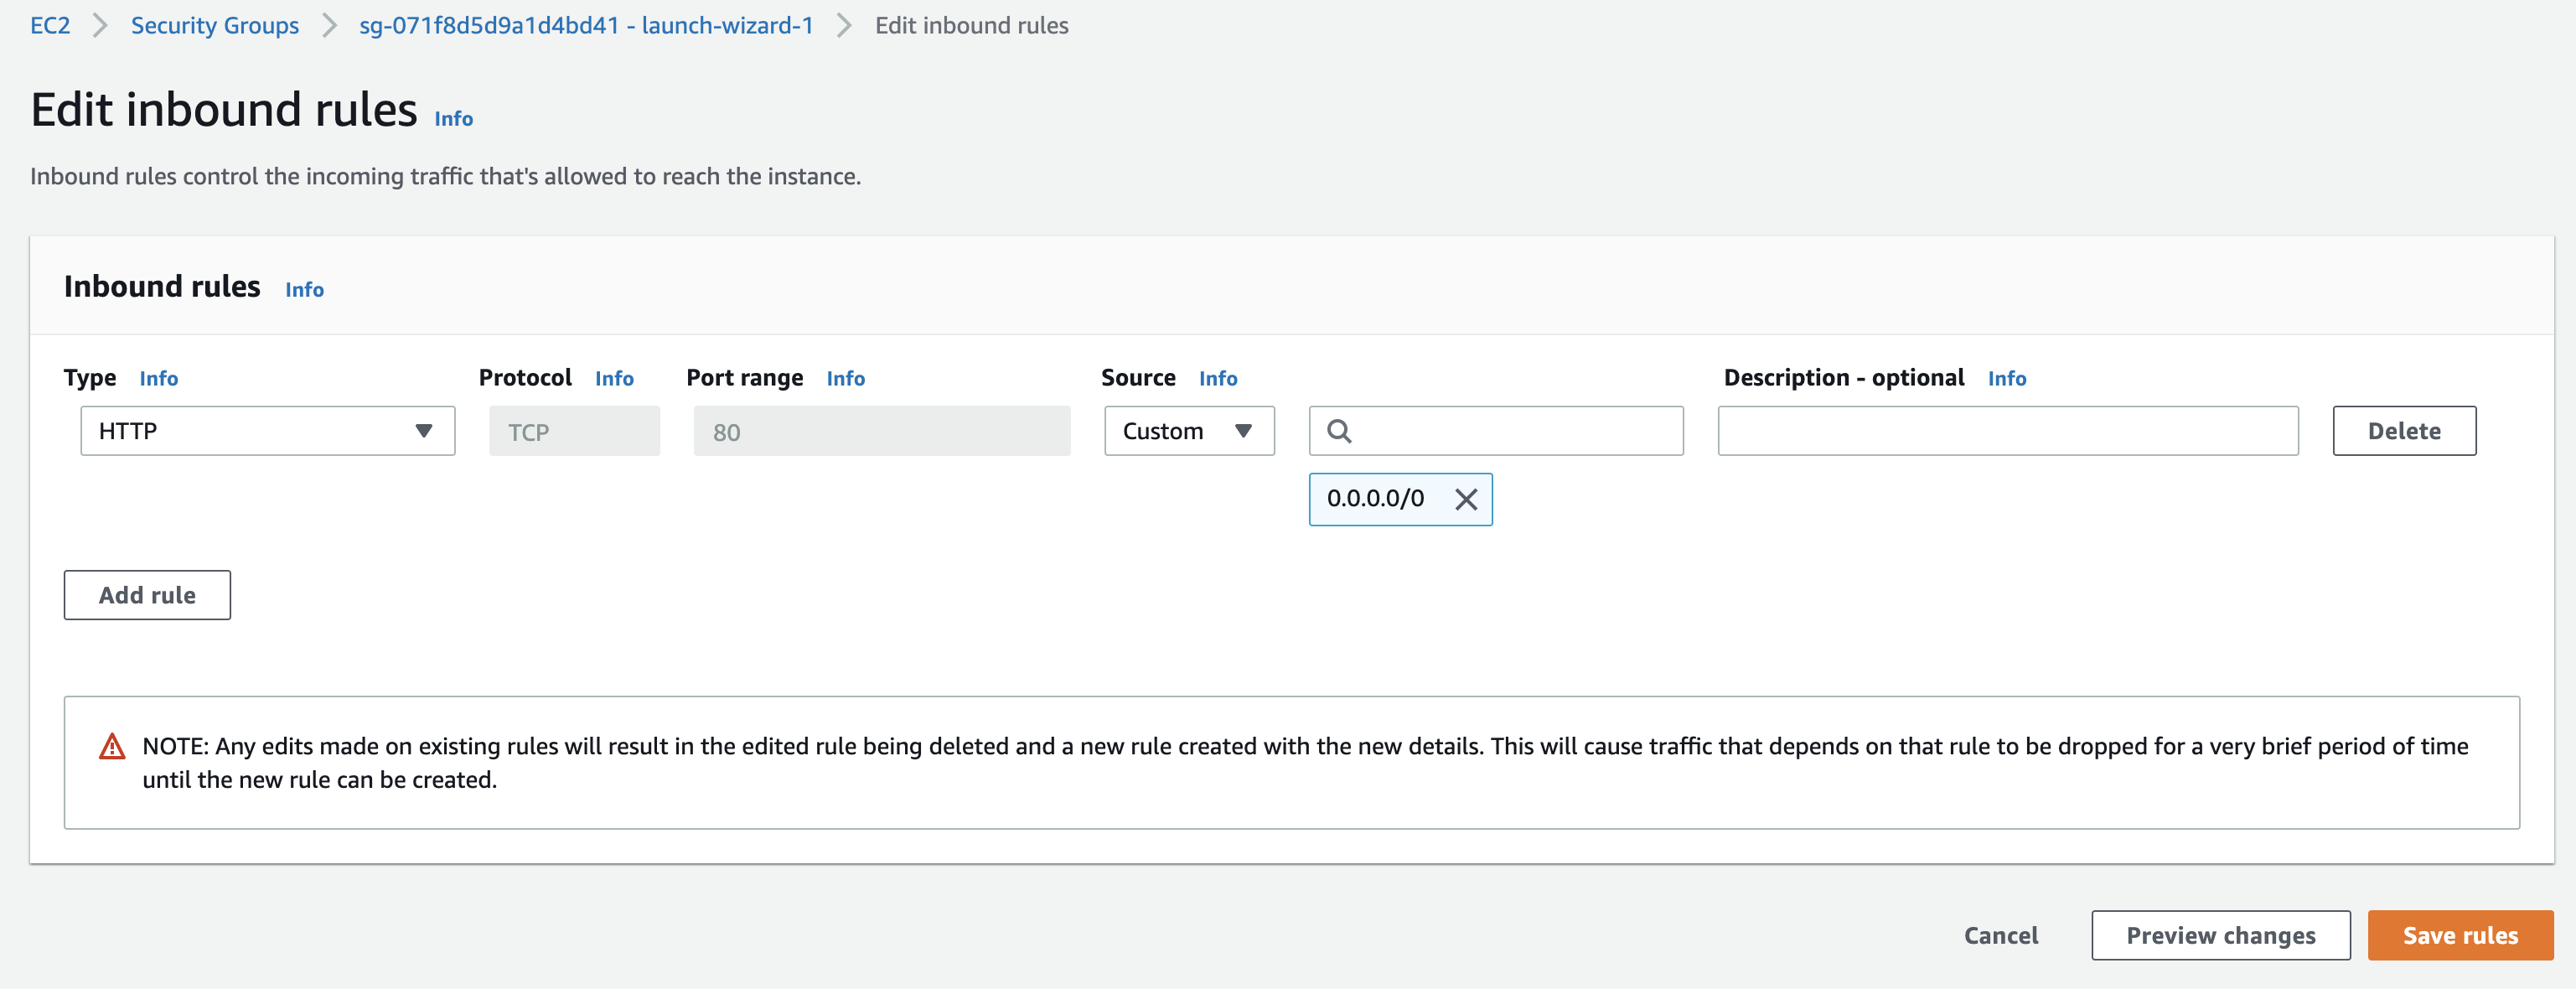 EC2 Security Groups sg-071f8d5d9a1d4bd41 - launch-wizard-1 Edit inbound rules
Edit inbound rules Info
Inbound rules control the incoming traffic that's allowed to reach the instance.
Inbound rules Info
Type Info Protocol Info Port range Info Source Info Description - optional Info
HTTP TCP 80 Custom Delete
0.0.0.0/0
Add rule
NOTE: Any edits made on existing rules will result in the edited rule being deleted and a new rule created with the new details. This will cause traffic that depends on that rule to be dropped for a very brief period of time
until the new rule can be created.
Cancel Preview changes Save rules